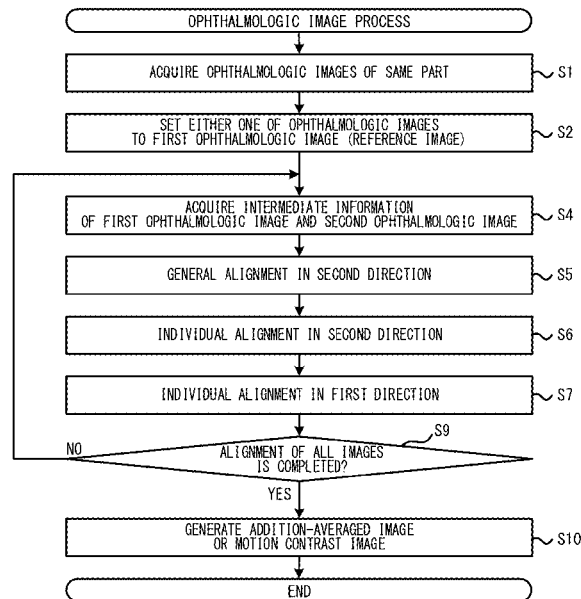 OPHTHALMOLOGIC IMAGE PROCESS
ACQUIRE OPHTHALMOLOGIC IMAGES OF SAME PART
S1
SET EITHER ONE OF OPHTHALMOLOGIC IMAGES
TO FIRST OPHTHALMOLOGIC IMAGE (REFERENCE IMAGE)
S2
ACQUIRE INTERMEDIATE INFORMATION
OF FIRST OPHTHALMOLOGIC IMAGE AND SECOND OPHTHALMOLOGIC IMAGE
S4
GENERAL ALIGNMENT IN SECOND DIRECTION
S5
INDIVIDUAL ALIGNMENT IN SECOND DIRECTION
S6
INDIVIDUAL ALIGNMENT IN FIRST DIRECTION
S7
S9
NO
ALIGNMENT OF ALL IMAGES
IS COMPLETED?
YES
GENERATE ADDITION-AVERAGED IMAGE
OR MOTION CONTRAST IMAGE
S10
END